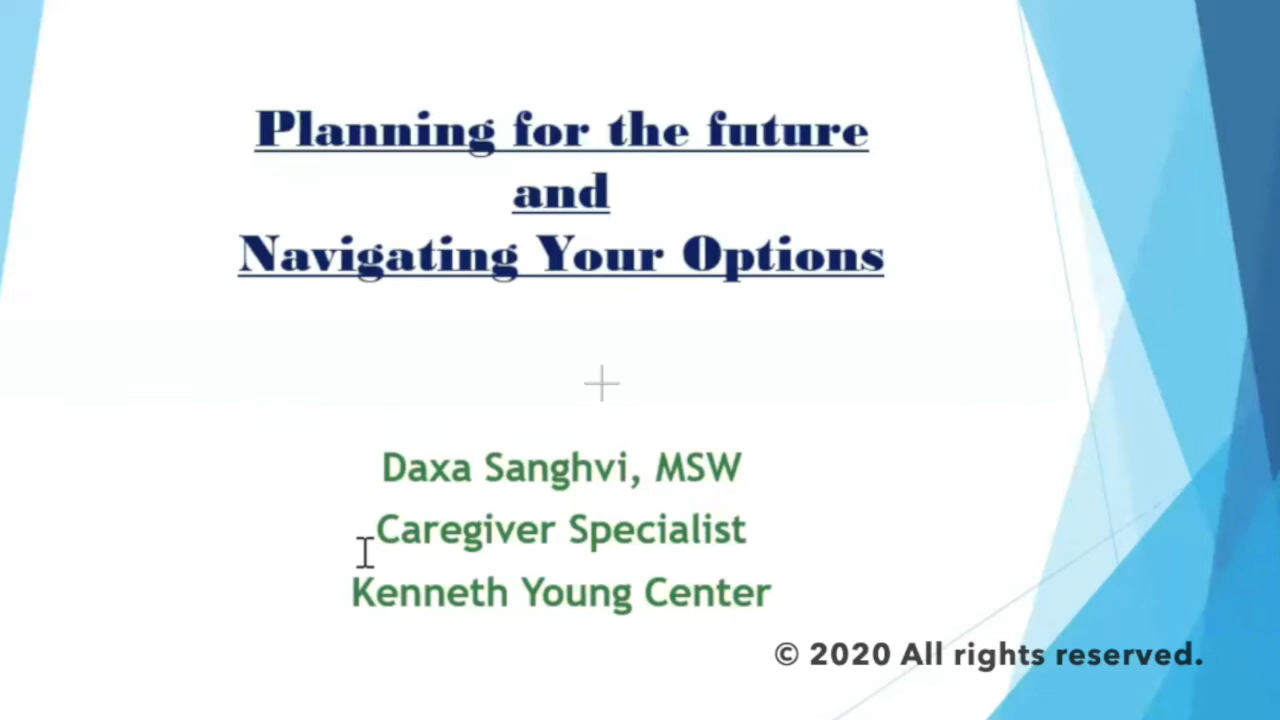 Planning for the future
and
Navigating Your Options
Daxa Sanghvi, MSW
Caregiver Specialist
Kenneth Young Center
© 2020 All rights reserved.